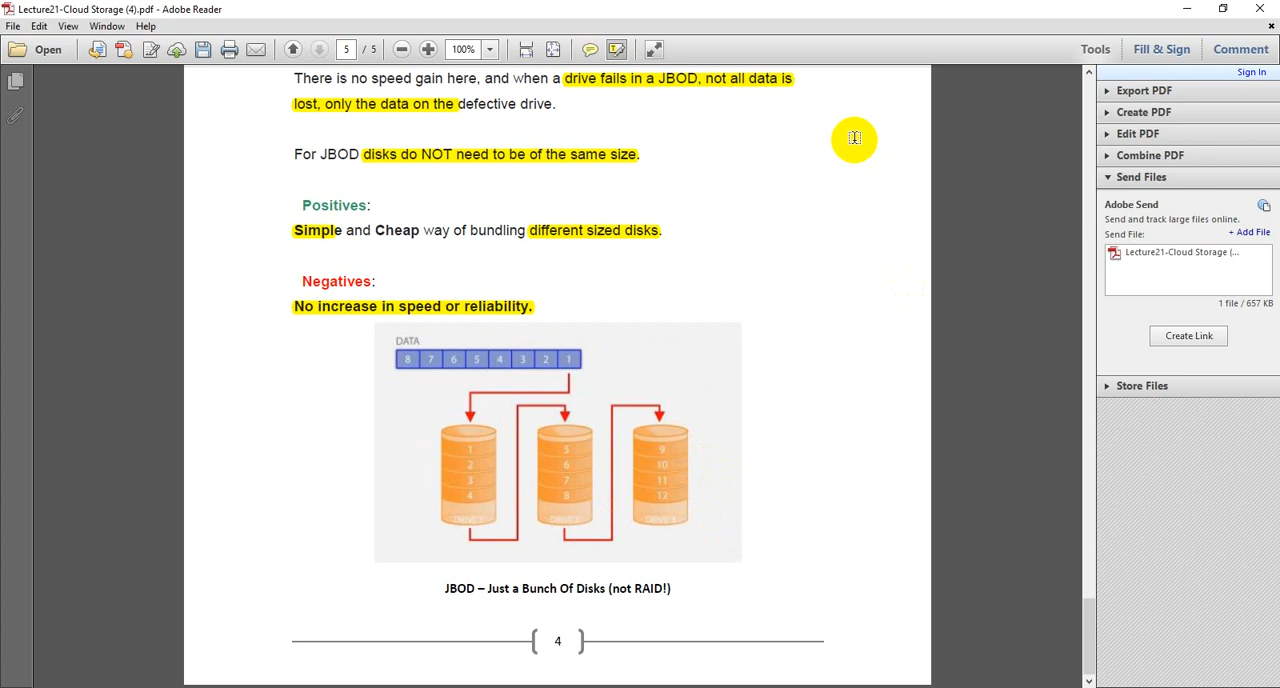 Lecture21-Cloud Storage (4).pdf - Adobe Reader
File Edit View Window Help
Open 5 / 5 100% Tools Fill & Sign Comment
Sign In
There is no speed gain here, and when a drive fails in a JBOD, not all data is
lost, only the data on the defective drive.
For JBOD disks do NOT need to be of the same size.
Positives:
Simple and Cheap way of bundling different sized disks.
Negatives:
No increase in speed or reliability.
DATA
8 7 6 5 4 3 2 1
1 5 9
2 6 10
3 7 11
4 8 12
DRIVE 1 DRIVE 2 DRIVE 3
JBOD – Just a Bunch Of Disks (not RAID!)
4
Export PDF
Create PDF
Edit PDF
Combine PDF
Send Files
Adobe Send
Send and track large files online.
Send File: + Add File
Lecture21-Cloud Storage (...
1 file / 657 KB
Create Link
Store Files